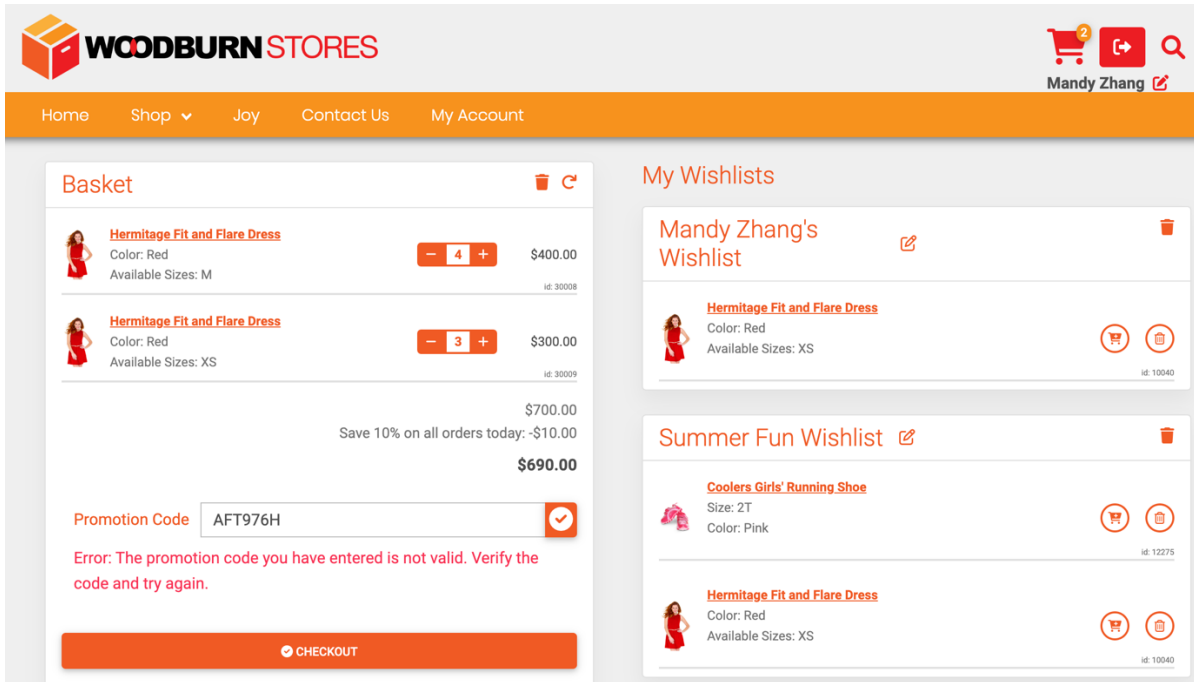 WOODBURN STORES
2
Mandy Zhang
Home Shop Joy Contact Us My Account
Basket
Hermitage Fit and Flare Dress
Color: Red
Available Sizes: M
− 4 +
$400.00
id: 30008
Hermitage Fit and Flare Dress
Color: Red
Available Sizes: XS
− 3 +
$300.00
id: 30009
$700.00
Save 10% on all orders today: -$10.00
$690.00
Promotion Code AFT976H
Error: The promotion code you have entered is not valid. Verify the
code and try again.
CHECKOUT
My Wishlists
Mandy Zhang's
Wishlist
Hermitage Fit and Flare Dress
Color: Red
Available Sizes: XS
id: 10040
Summer Fun Wishlist
Coolers Girls' Running Shoe
Size: 2T
Color: Pink
id: 12275
Hermitage Fit and Flare Dress
Color: Red
Available Sizes: XS
id: 10040